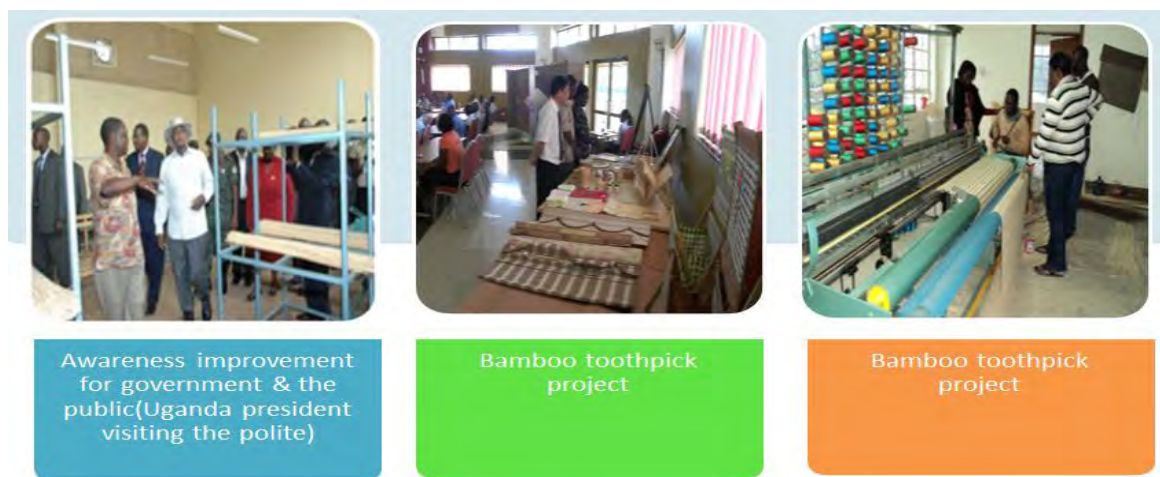 Awareness improvement
for government & the
public(Uganda president
visiting the polite)
Bamboo toothpick
project
Bamboo toothpick
project